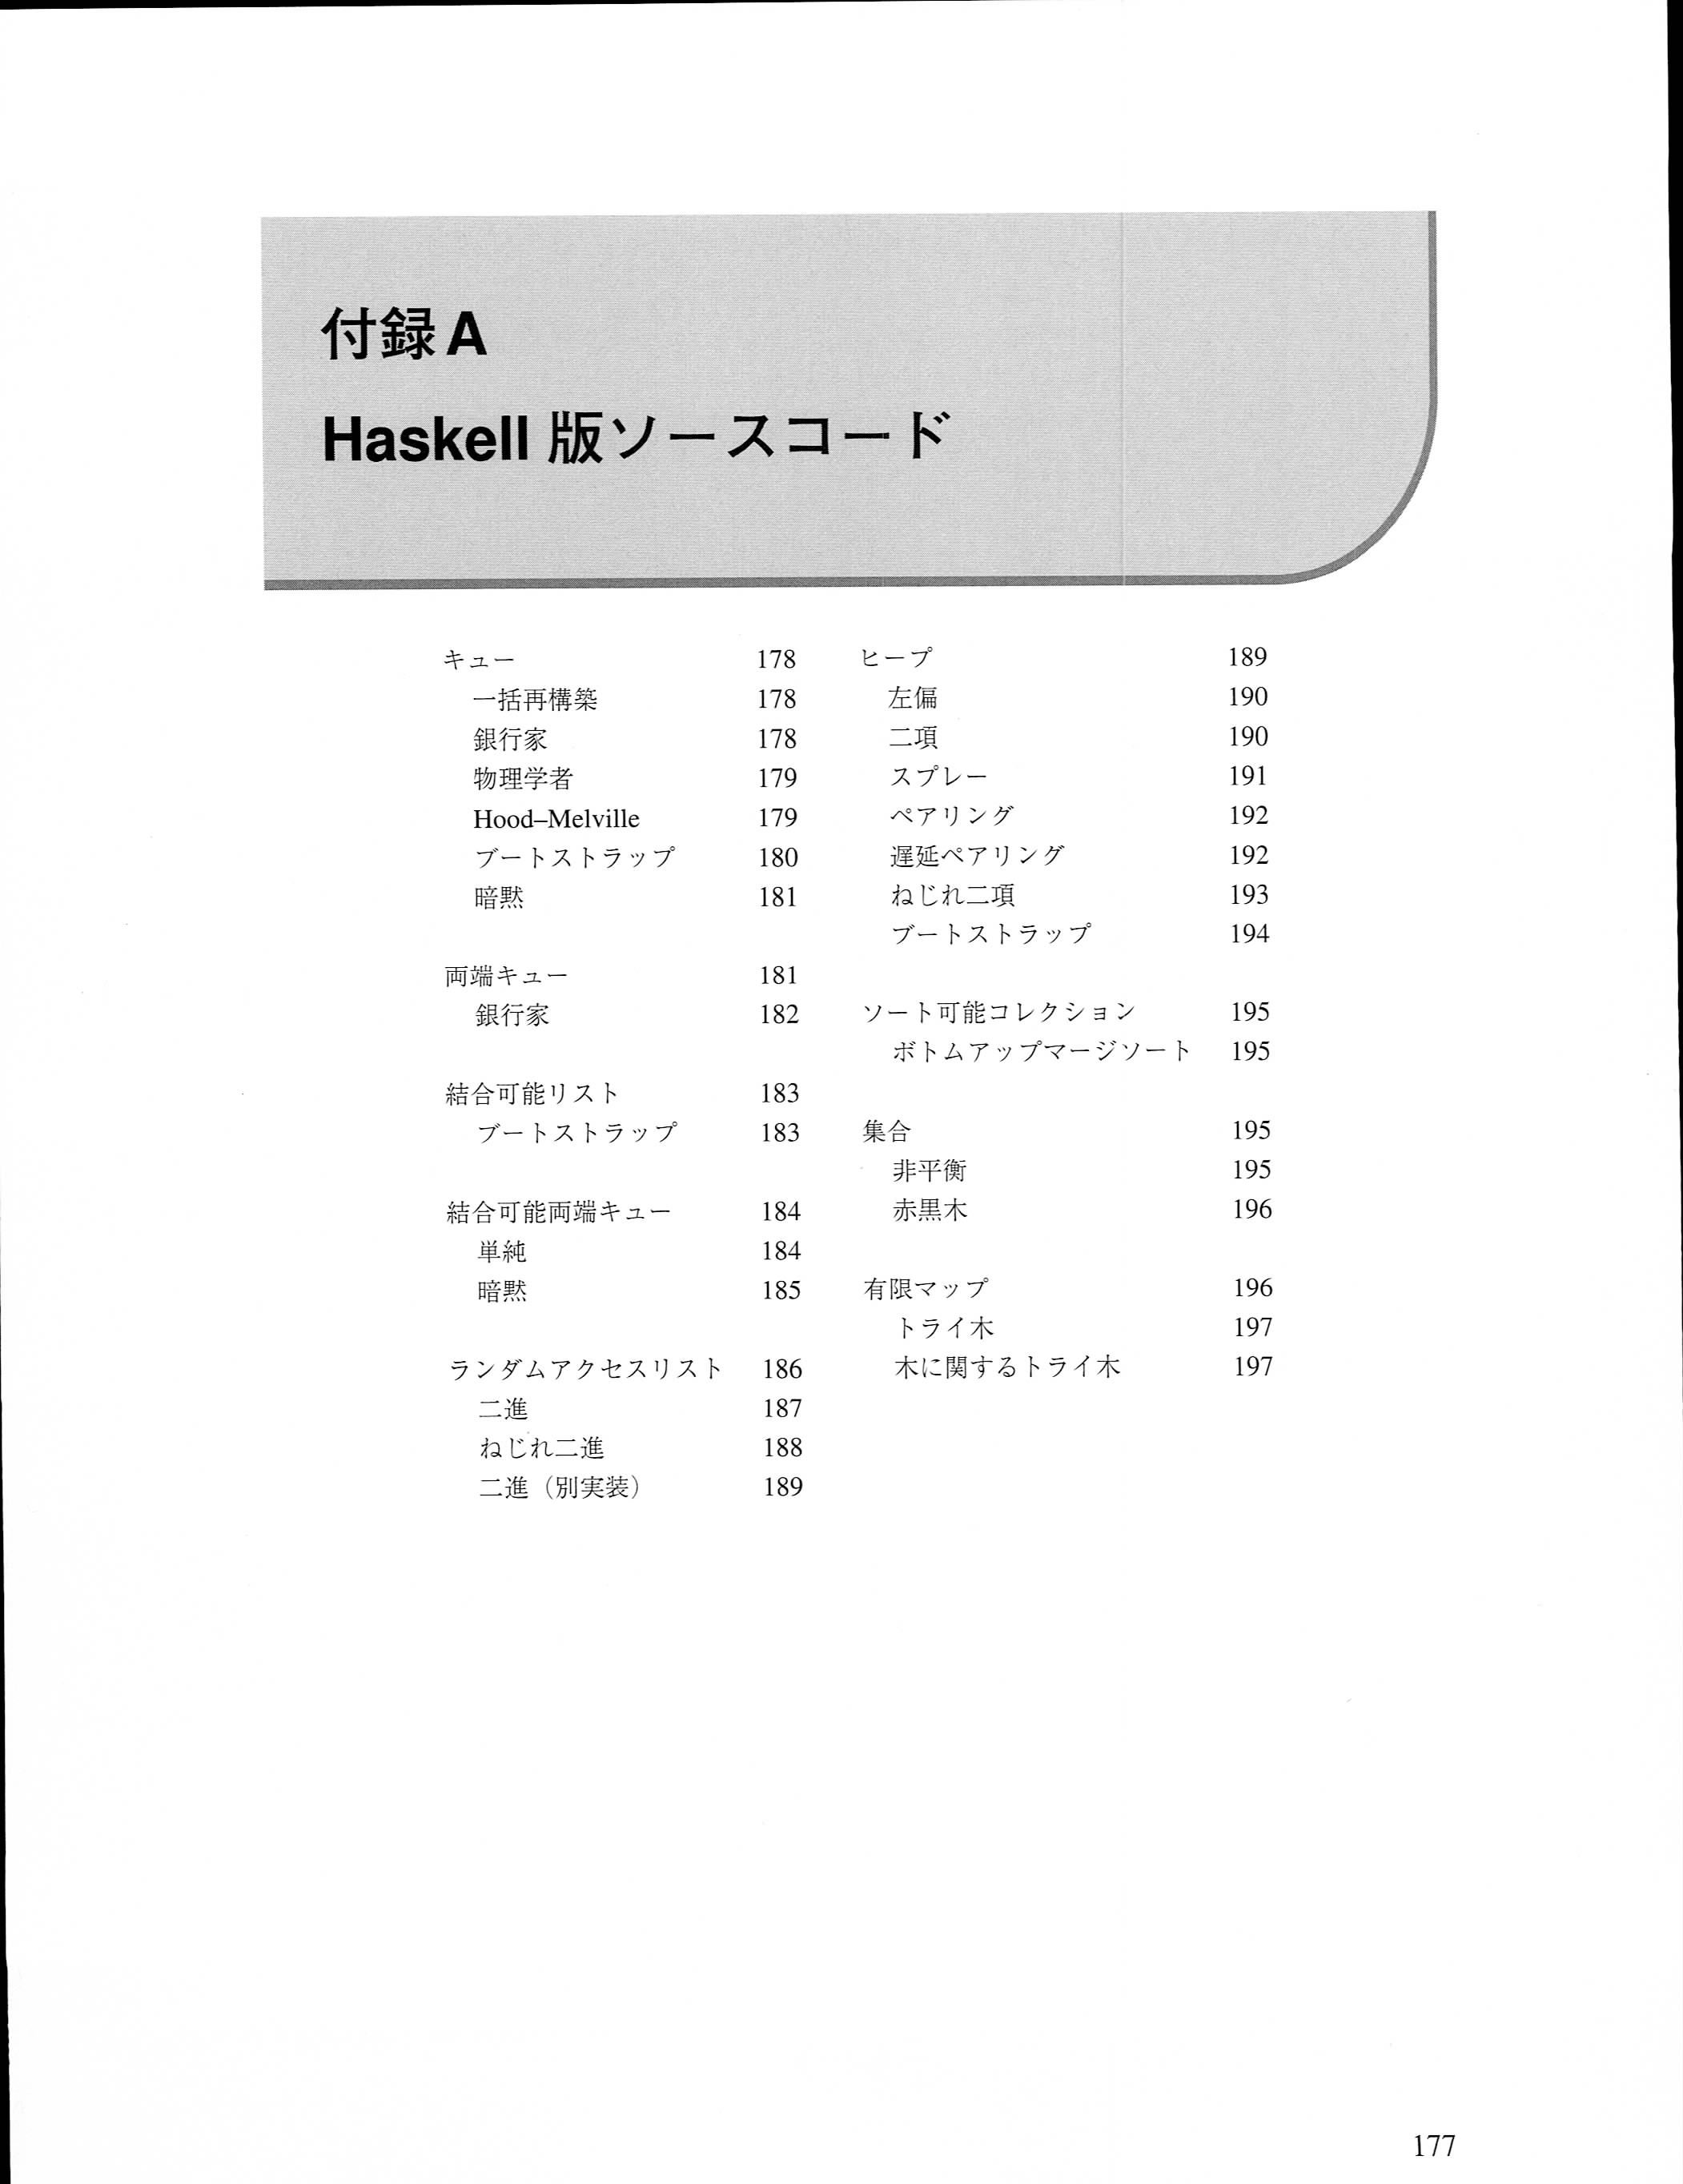 付録A
Haskell 版ソースコード
キュー 178
一括再構築 178
銀行家 178
物理学者 179
Hood–Melville 179
ブートストラップ 180
暗黙 181
両端キュー 181
銀行家 182
結合可能リスト 183
ブートストラップ 183
結合可能両端キュー 184
単純 184
暗黙 185
ランダムアクセスリスト 186
二進 187
ねじれ二進 188
二進（別実装） 189
ヒープ 189
左偏 190
二項 190
スプレー 191
ペアリング 192
遅延ペアリング 192
ねじれ二項 193
ブートストラップ 194
ソート可能コレクション 195
ボトムアップマージソート 195
集合 195
非平衡 195
赤黒木 196
有限マップ 196
トライ木 197
木に関するトライ木 197
177